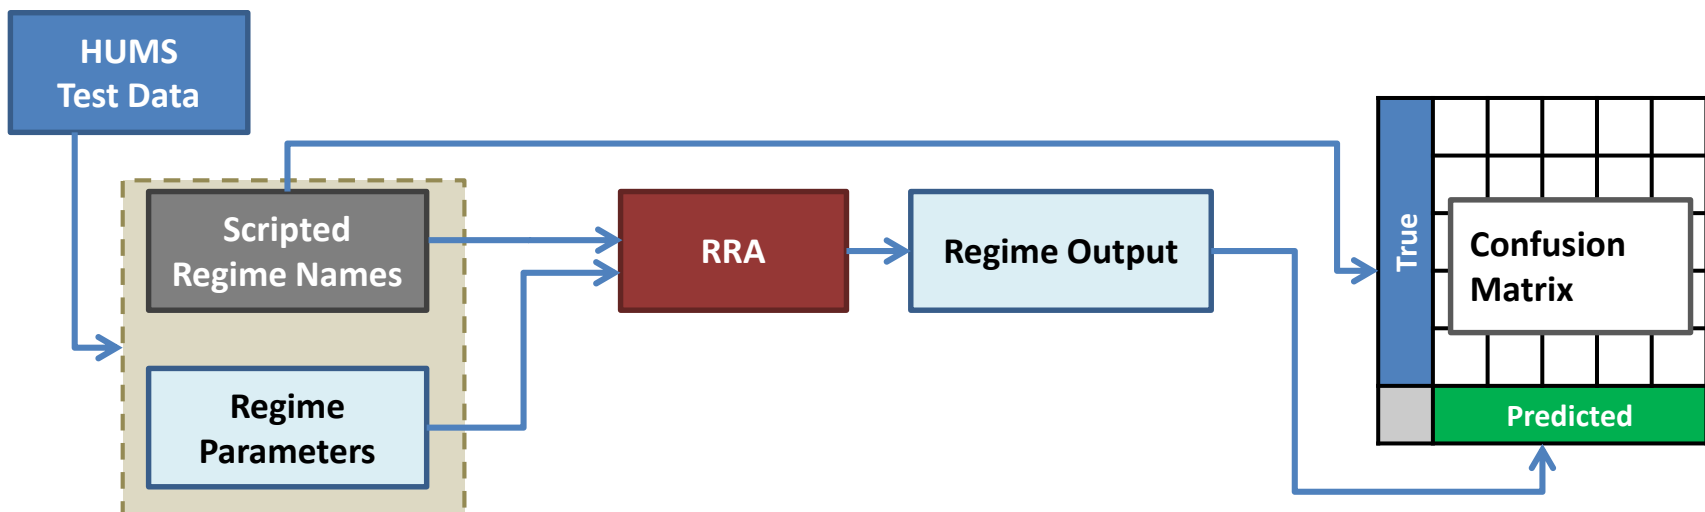 HUMS
Test Data
Scripted
Regime Names
Regime
Parameters
RRA
Regime Output
True
Confusion
Matrix
Predicted